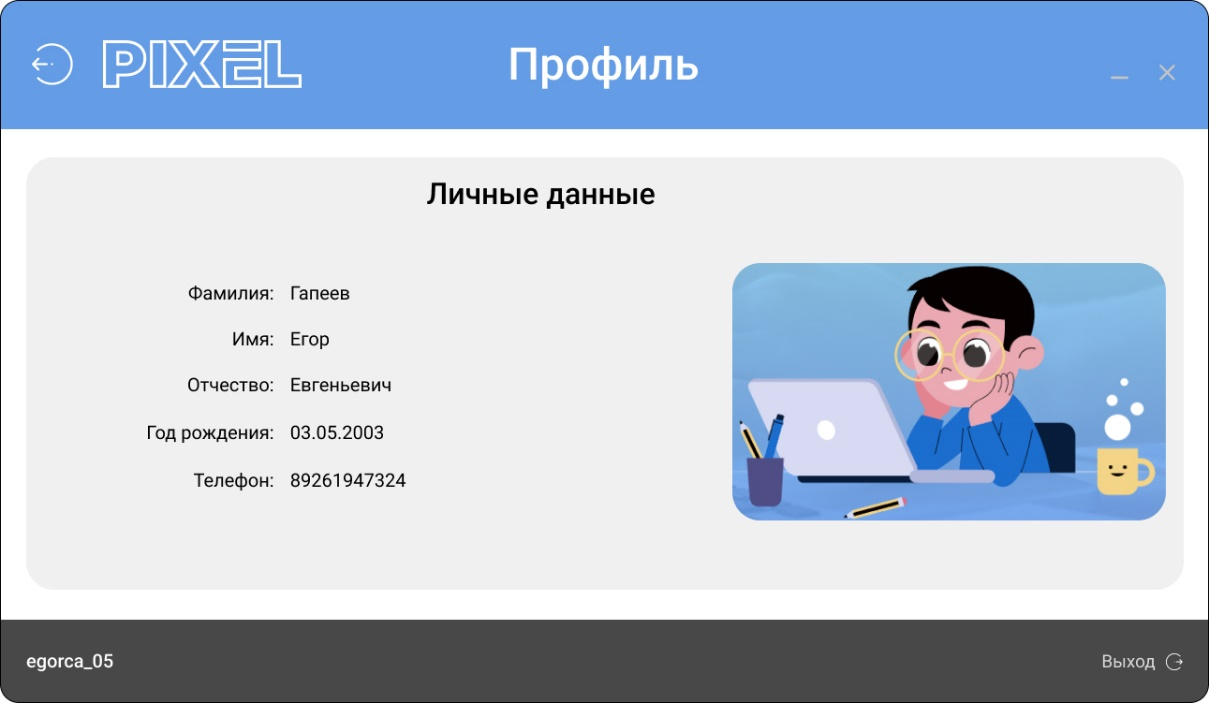 PIXEL
Профиль
Личные данные
Фамилия: Гапеев
Имя: Егор
Отчество: Евгеньевич
Год рождения: 03.05.2003
Телефон: 89261947324
egorca_05
Выход